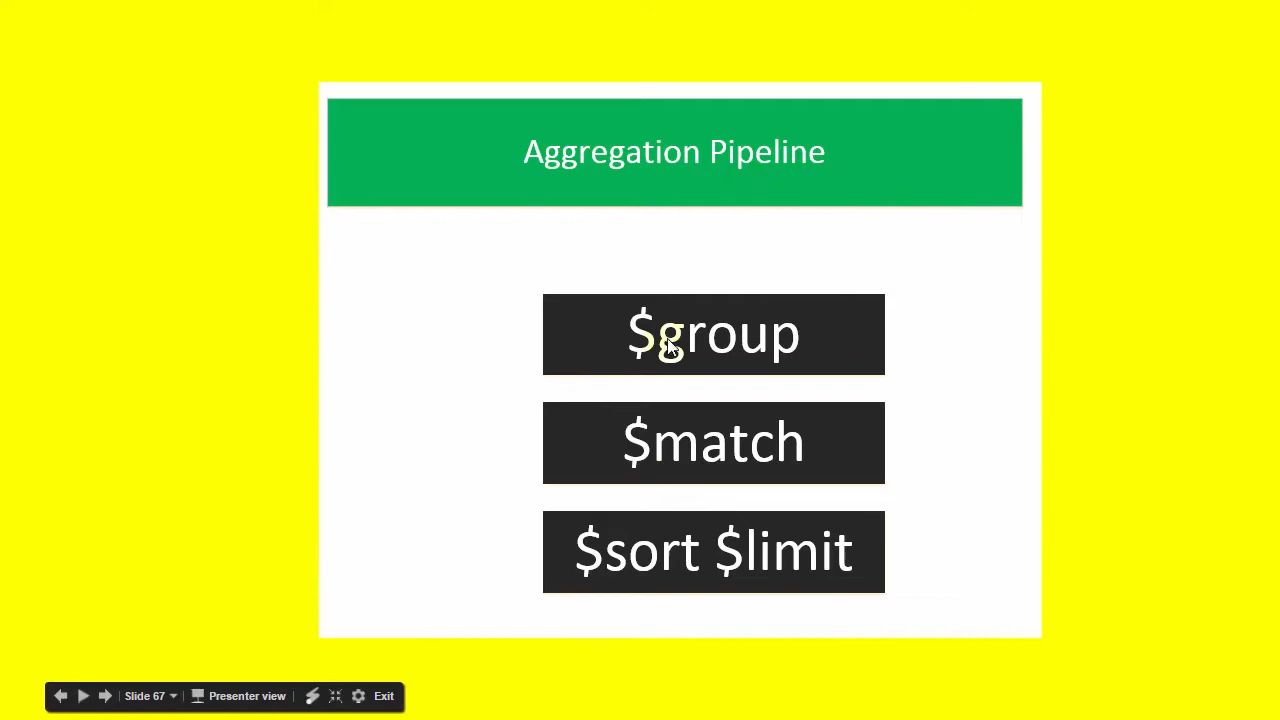 Aggregation Pipeline
$group
$match
$sort $limit
Slide 67
Presenter view
Exit